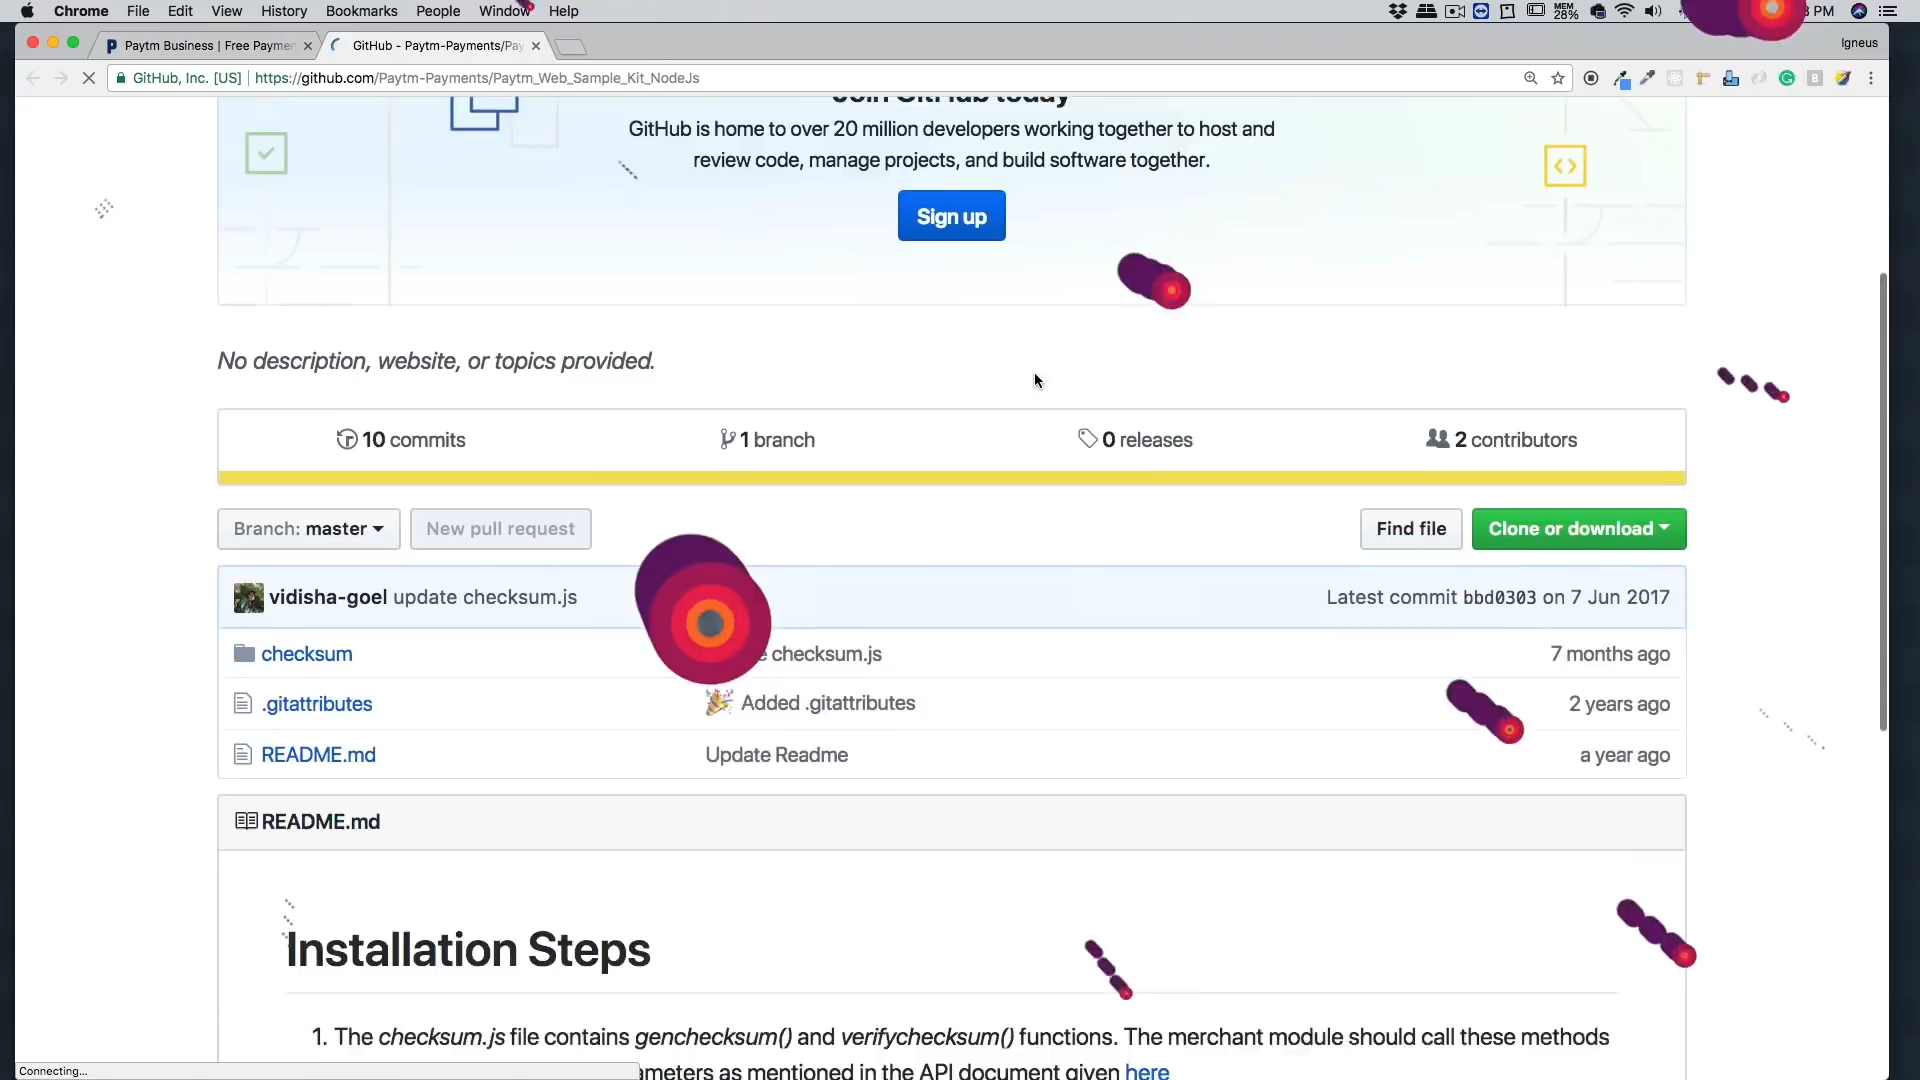 Chrome File Edit View History Bookmarks People Window Help MEM 28% PM
Paytm Business | Free Paymen GitHub - Paytm-Payments/Pay Igneus
GitHub, Inc. [US] https://github.com/Paytm-Payments/Paytm_Web_Sample_Kit_NodeJs
Join GitHub today
GitHub is home to over 20 million developers working together to host and
review code, manage projects, and build software together.
Sign up
No description, website, or topics provided.
10 commits 1 branch 0 releases 2 contributors
Branch: master New pull request Find file Clone or download
vidisha-goel update checksum.js Latest commit bbd0303 on 7 Jun 2017
checksum checksum.js 7 months ago
.gitattributes Added .gitattributes 2 years ago
README.md Update Readme a year ago
README.md
Installation Steps
1. The checksum.js file contains genchecksum() and verifychecksum() functions. The merchant module should call these methods
ameters as mentioned in the API document given here
Connecting...